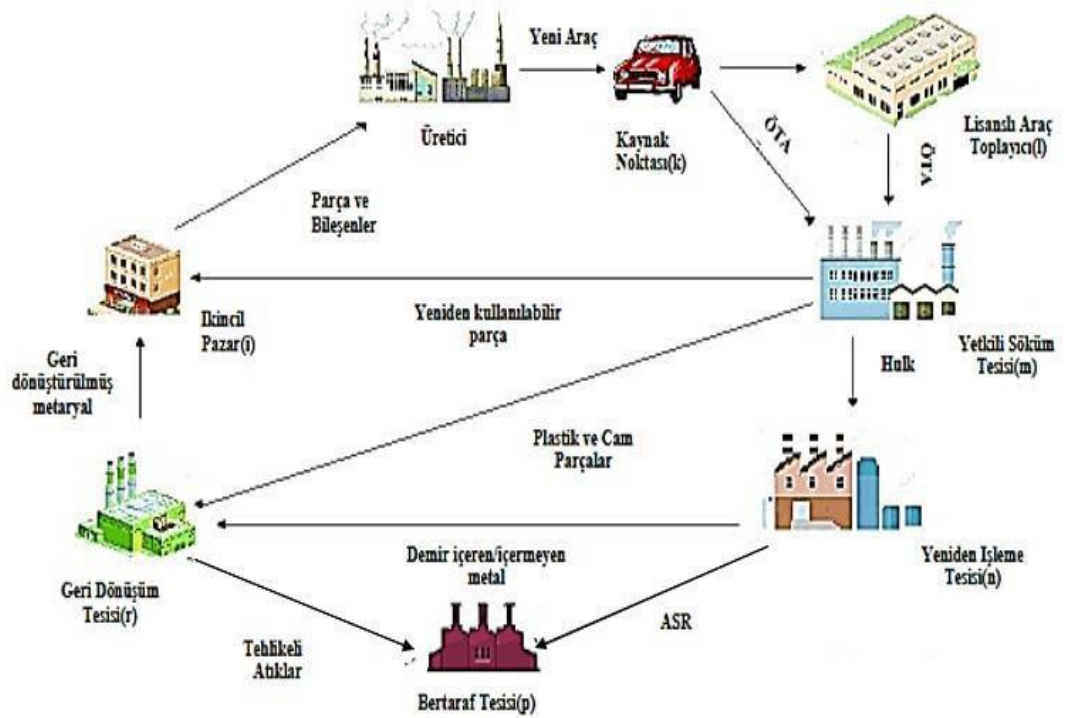 Yeni Araç
Üretici
Kaynak
Noktası(k)
ÖTA
Lisanslı Araç
Toplayıcı(l)
ÖTA
Parça ve
Bileşenler
Ikincil
Pazar(i)
Yeniden kullanılabilir
parça
Yetkili Söküm
Tesisi(m)
Hulk
Geri
dönüştürülmüş
metaryal
Plastik ve Cam
Parçalar
Demir içeren/içermeyen
metal
Yeniden Işleme
Tesisi(n)
Geri Dönüşüm
Tesisi(r)
ASR
Tehlikeli
Atıklar
Bertaraf Tesisi(p)